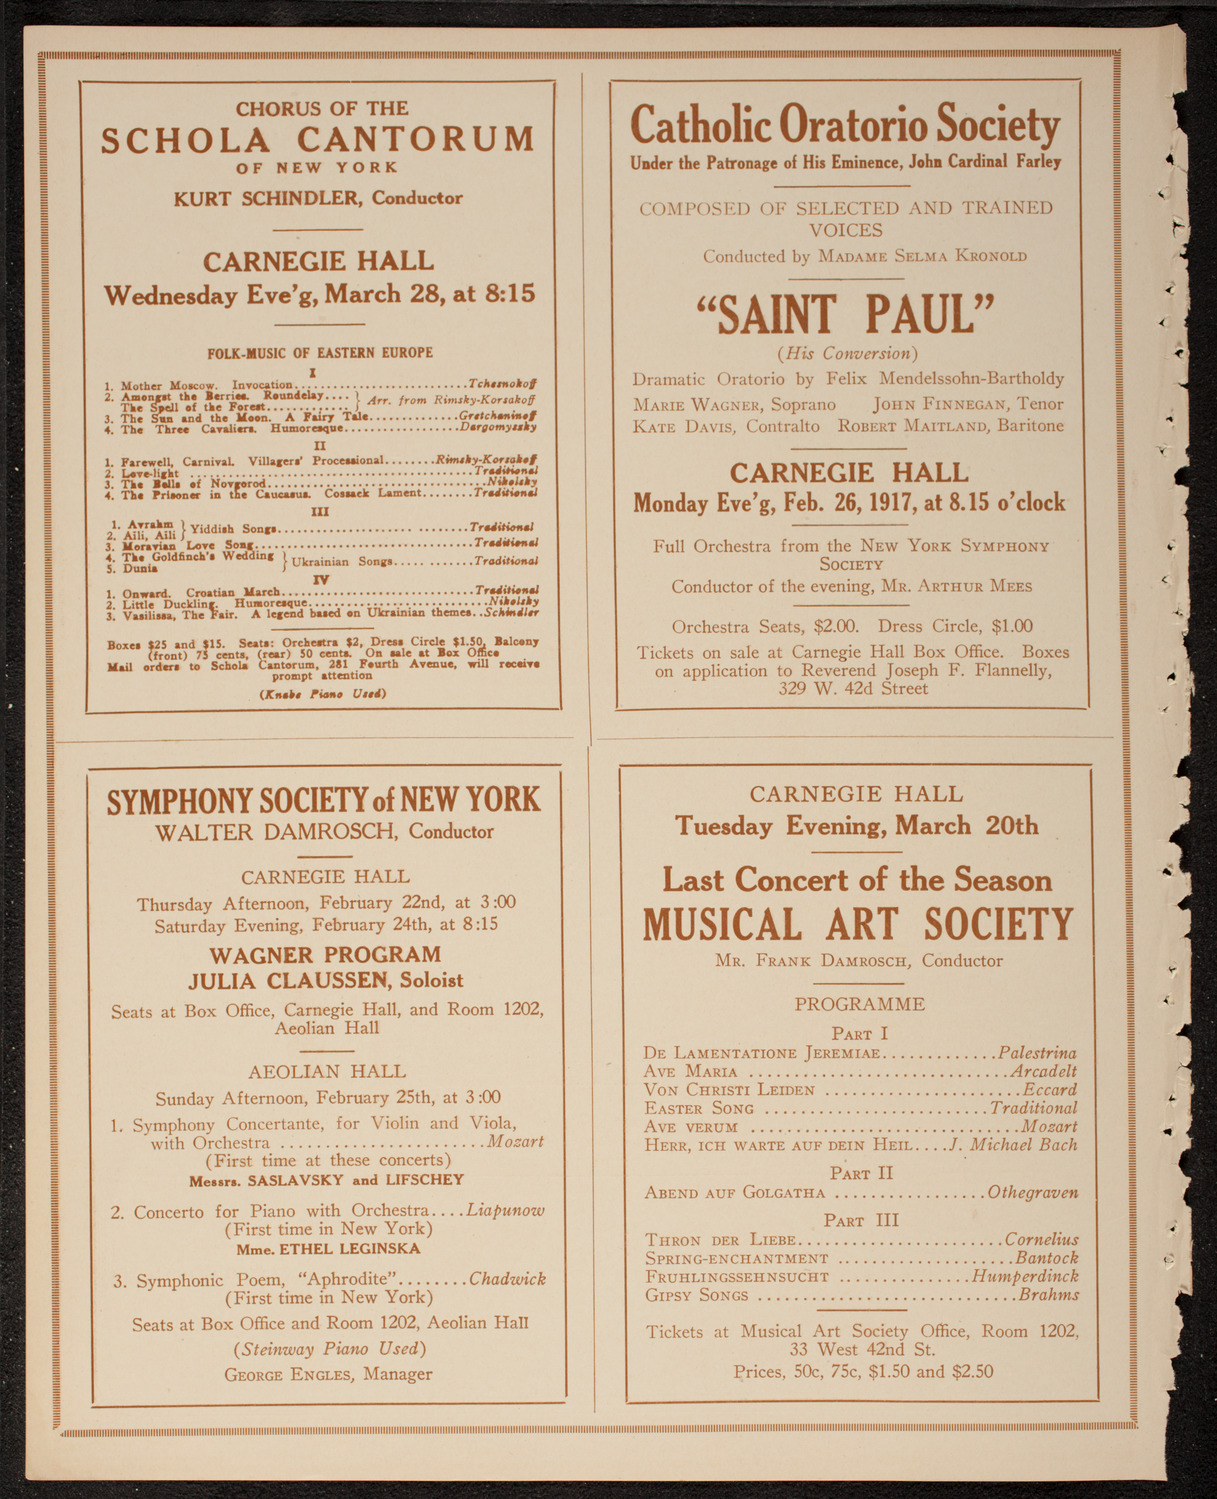 CHORUS OF THE
SCHOLA CANTORUM
OF NEW YORK
KURT SCHINDLER, Conductor
CARNEGIE HALL
Wednesday Eve'g, March 28, at 8:15
FOLK-MUSIC OF EASTERN EUROPE
I
1. Mother Moscow. Invocation..........................Tchesnokoff
2. Amongst the Berries. Roundelay.... } Arr. from Rimsky-Korsakoff
The Spell of the Forest.............
3. The Sun and the Moon. A Fairy Tale..............Gretchaninoff
4. The Three Cavaliers. Humoresque..................Dargomyssky
II
1. Farewell, Carnival. Villagers' Processional........Rimsky-Korsakoff
2. Love-light ...........................................Traditional
3. The Bells of Novgorod.................................Nikolsky
4. The Prisoner in the Caucasus. Cossack Lament........Traditional
III
1. Avrahm } Yiddish Songs..................... ........Traditional
2. Aili, Aili
3. Moravian Love Song.................................Traditional
4. The Goldfinch's Wedding } Ukrainian Songs..... ...........Traditional
5. Dunia
IV
1. Onward. Croatian March.............................Traditional
2. Little Duckling. Humoresque...........................Nikolsky
3. Vasilissa, The Fair. A legend based on Ukrainian themes..Schindler
Boxes $25 and $15. Seats: Orchestra $2, Dress Circle $1.50, Balcony
(front) 75 cents, (rear) 50 cents. On sale at Box Office
Mail orders to Schola Cantorum, 281 Fourth Avenue, will receive
prompt attention
(Knabe Piano Used)
Catholic Oratorio Society
Under the Patronage of His Eminence, John Cardinal Farley
COMPOSED OF SELECTED AND TRAINED
VOICES
Conducted by MADAME SELMA KRONOLD
"SAINT PAUL"
(His Conversion)
Dramatic Oratorio by Felix Mendelssohn-Bartholdy
MARIE WAGNER, Soprano JOHN FINNEGAN, Tenor
KATE DAVIS, Contralto ROBERT MAITLAND, Baritone
CARNEGIE HALL
Monday Eve'g, Feb. 26, 1917, at 8.15 o'clock
Full Orchestra from the NEW YORK SYMPHONY
SOCIETY
Conductor of the evening, MR. ARTHUR MEES
Orchestra Seats, $2.00. Dress Circle, $1.00
Tickets on sale at Carnegie Hall Box Office. Boxes
on application to Reverend Joseph F. Flannelly,
329 W. 42d Street
SYMPHONY SOCIETY of NEW YORK
WALTER DAMROSCH, Conductor
CARNEGIE HALL
Thursday Afternoon, February 22nd, at 3:00
Saturday Evening, February 24th, at 8:15
WAGNER PROGRAM
JULIA CLAUSSEN, Soloist
Seats at Box Office, Carnegie Hall, and Room 1202,
Aeolian Hall
AEOLIAN HALL
Sunday Afternoon, February 25th, at 3:00
1. Symphony Concertante, for Violin and Viola,
with Orchestra .......................Mozart
(First time at these concerts)
Messrs. SASLAVSKY and LIFSCHEY
2. Concerto for Piano with Orchestra....Liapunow
(First time in New York)
Mme. ETHEL LEGINSKA
3. Symphonic Poem, "Aphrodite"........Chadwick
(First time in New York)
Seats at Box Office and Room 1202, Aeolian Hall
(Steinway Piano Used)
GEORGE ENGLES, Manager
CARNEGIE HALL
Tuesday Evening, March 20th
Last Concert of the Season
MUSICAL ART SOCIETY
MR. FRANK DAMROSCH, Conductor
PROGRAMME
PART I
DE LAMENTATIONE JEREMIAE.............Palestrina
AVE MARIA .............................Arcadelt
VON CHRISTI LEIDEN ......................Eccard
EASTER SONG .........................Traditional
AVE VERUM ..............................Mozart
HERR, ICH WARTE AUF DEIN HEIL....J. Michael Bach
PART II
ABEND AUF GOLGATHA .................Othegraven
PART III
THRON DER LIEBE.......................Cornelius
SPRING-ENCHANTMENT ....................Bantock
FRUHLINGSSEHNSUCHT ...............Humperdinck
GIPSY SONGS .............................Brahms
Tickets at Musical Art Society Office, Room 1202,
33 West 42nd St.
Prices, 50c, 75c, $1.50 and $2.50